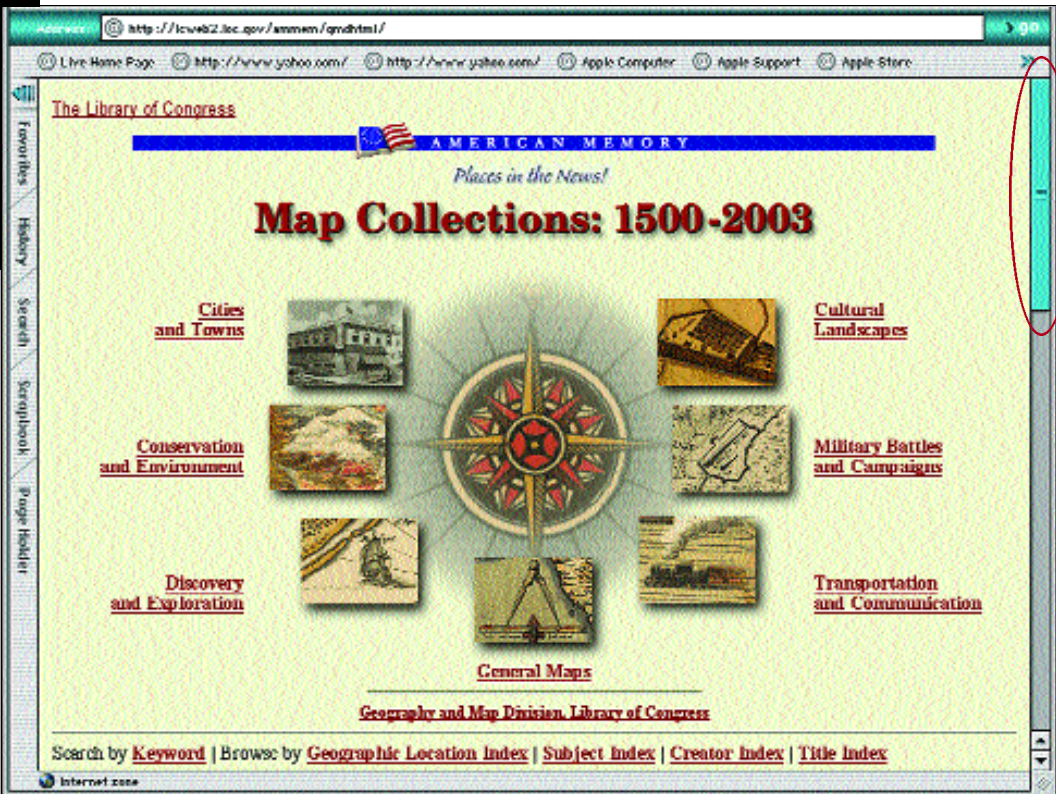 Address http://lcweb2.loc.gov/ammem/gmdhtml/ go
Live Home Page http://www.yahoo.com/ http://www.yahoo.com/ Apple Computer Apple Support Apple Store
Favorites
History
Search
Scrapbook
Page Holder
The Library of Congress
AMERICAN MEMORY
Places in the News!
Map Collections: 1500-2003
Cities
and Towns
Cultural
Landscapes
Conservation
and Environment
Military Battles
and Campaigns
Discovery
and Exploration
Transportation
and Communication
General Maps
Geography and Map Division, Library of Congress
Search by Keyword | Browse by Geographic Location Index | Subject Index | Creator Index | Title Index
Internet zone